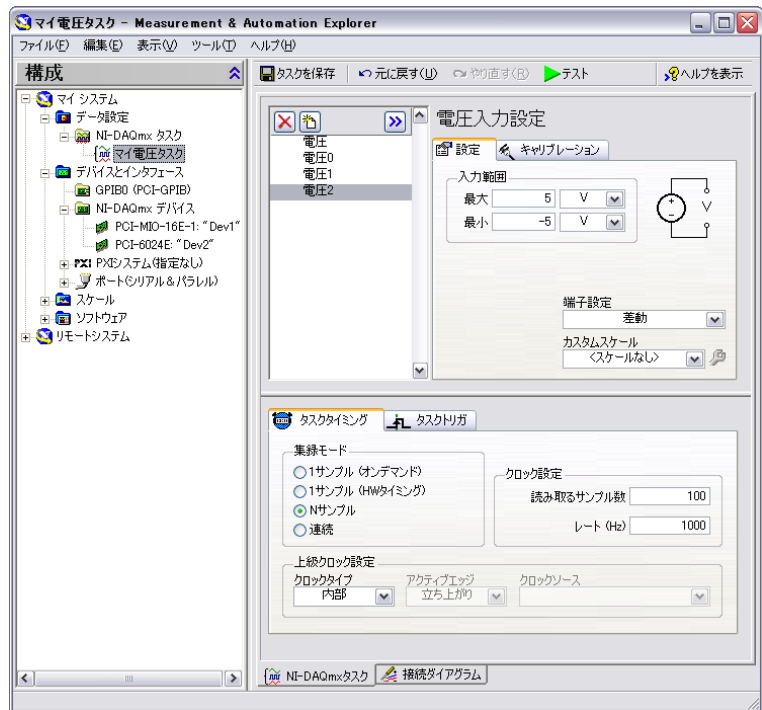 マイ電圧タスク - Measurement & Automation Explorer
ファイル(F) 編集(E) 表示(V) ツール(T) ヘルプ(H)
構成
タスクを保存 元に戻す(U) やり直す(R) テスト ヘルプを表示
マイ システム
データ設定
NI-DAQmx タスク
マイ電圧タスク
デバイスとインタフェース
GPIB0 (PCI-GPIB)
NI-DAQmx デバイス
PCI-MIO-16E-1: "Dev1"
PCI-6024E: "Dev2"
PXI PXIシステム(指定なし)
ポート(シリアル & パラレル)
スケール
ソフトウェア
リモートシステム
電圧
電圧0
電圧1
電圧2
電圧入力設定
設定 キャリブレーション
入力範囲
最大 5 V
最小 -5 V
V
端子設定
差動
カスタムスケール
<スケールなし>
タスクタイミング タスクトリガ
集録モード
1サンプル (オンデマンド)
1サンプル (HWタイミング)
Nサンプル
連続
クロック設定
読み取るサンプル数 100
レート (Hz) 1000
上級クロック設定
クロックタイプ アクティブエッジ クロックソース
内部 立ち上がり
NI-DAQmxタスク 接続ダイアグラム